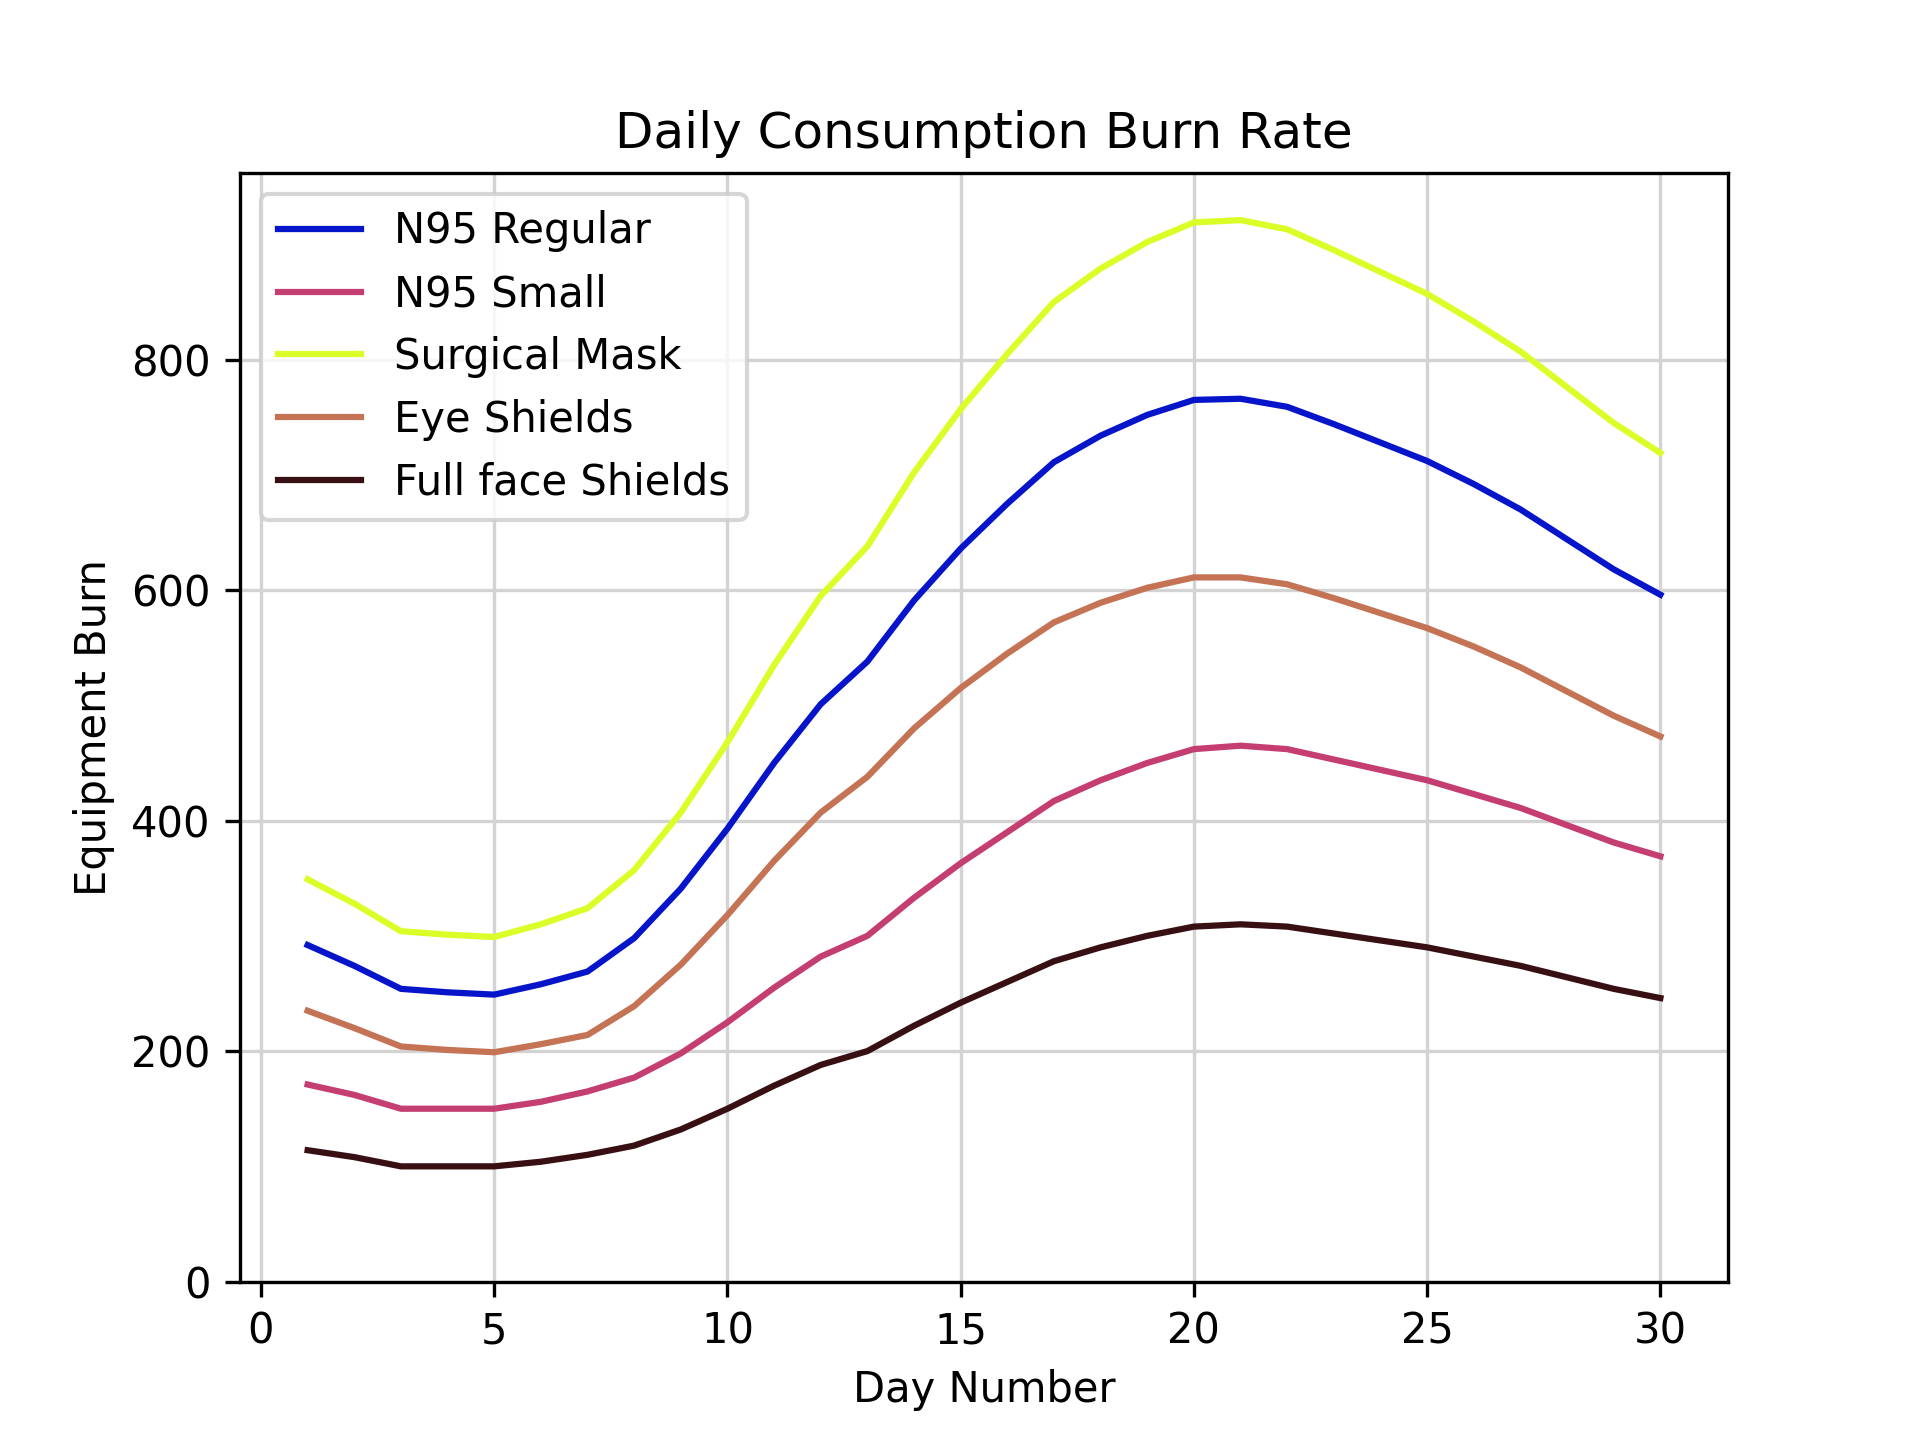 Daily Consumption Burn Rate
N95 Regular
N95 Small
Surgical Mask
Eye Shields
Full face Shields
Equipment Burn
800
600
400
200
0
0 5 10 15 20 25 30
Day Number